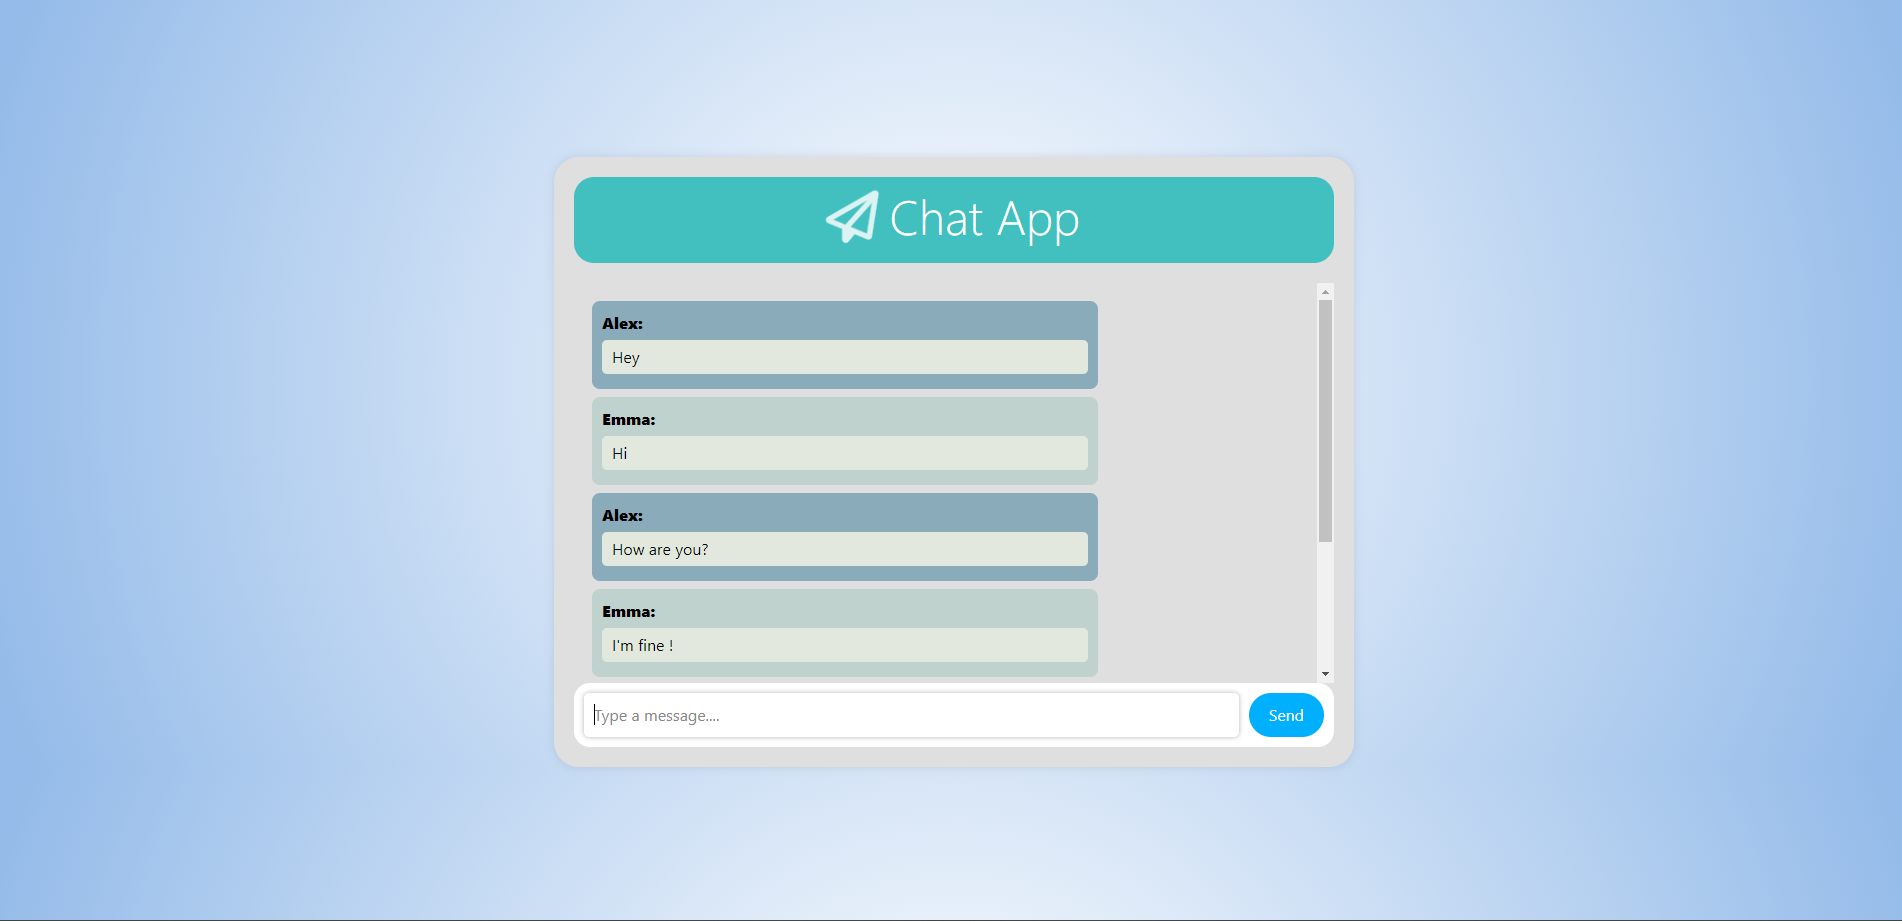 Chat App
Alex:
Hey
Emma:
Hi
Alex:
How are you?
Emma:
I'm fine !
Type a message....
Send